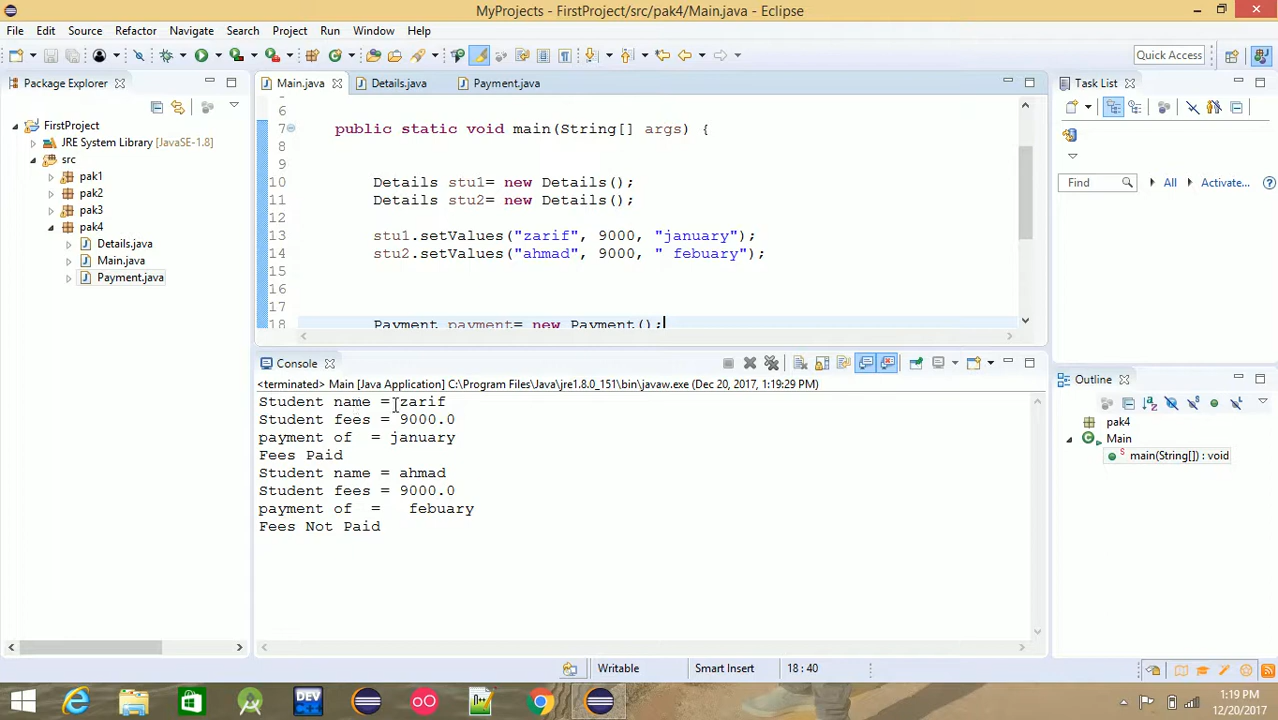 MyProjects - FirstProject/src/pak4/Main.java - Eclipse
File Edit Source Refactor Navigate Search Project Run Window Help
Quick Access
Package Explorer
Main.java Details.java Payment.java
Task List
FirstProject
JRE System Library [JavaSE-1.8]
src
pak1
pak2
pak3
pak4
Details.java
Main.java
Payment.java
6
7 public static void main(String[] args) {
8
9
10 Details stu1= new Details();
11 Details stu2= new Details();
12
13 stu1.setValues("zarif", 9000, "january");
14 stu2.setValues("ahmad", 9000, " febuary");
15
16
17
18 Payment payment= new Payment();
Find All Activate...
Console
<terminated> Main [Java Application] C:\Program Files\Java\jre1.8.0_151\bin\javaw.exe (Dec 20, 2017, 1:19:29 PM)
Student name = zarif
Student fees = 9000.0
payment of  = january
Fees Paid
Student name = ahmad
Student fees = 9000.0
payment of  =   febuary
Fees Not Paid
Outline
pak4
Main
main(String[]) : void
Writable Smart Insert 18 : 40
DEV
1:19 PM
12/20/2017